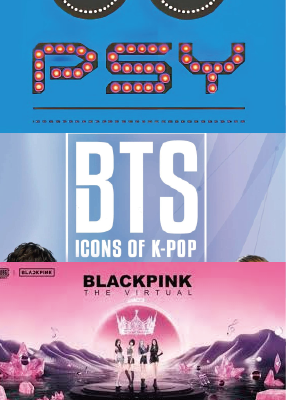 PSY
BTS
ICONS OF K-POP
BLACKPINK
BLACKPINK
THE VIRTUAL